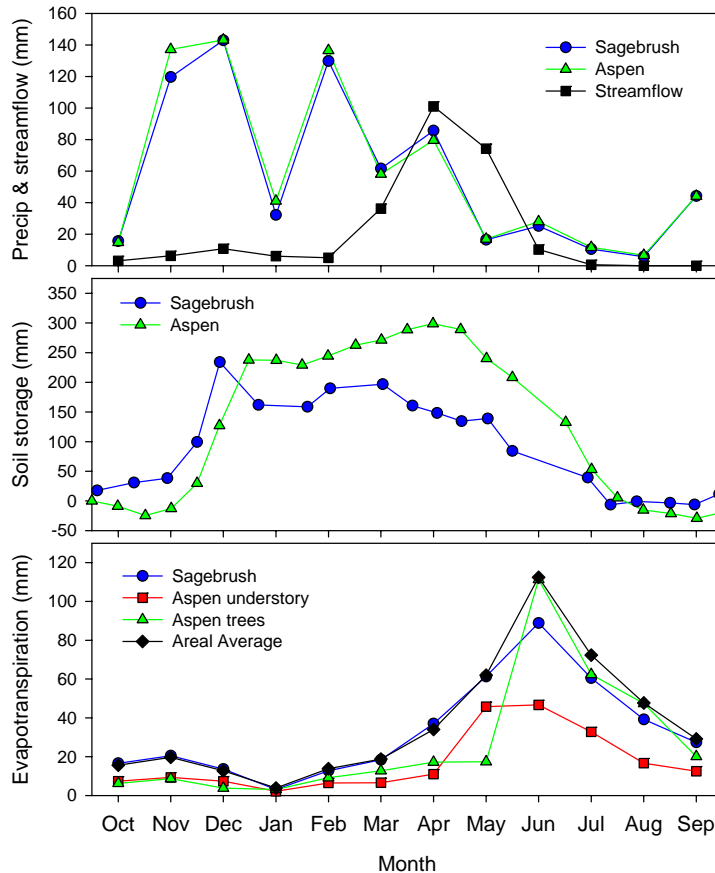 160
140
120
100
80
60
40
20
0
Precip & streamflow (mm)
Sagebrush
Aspen
Streamflow
350
300
250
200
150
100
50
0
-50
Soil storage (mm)
Sagebrush
Aspen
120
100
80
60
40
20
0
Evapotranspiration (mm)
Sagebrush
Aspen understory
Aspen trees
Areal Average
Oct Nov Dec Jan Feb Mar Apr May Jun Jul Aug Sep
Month